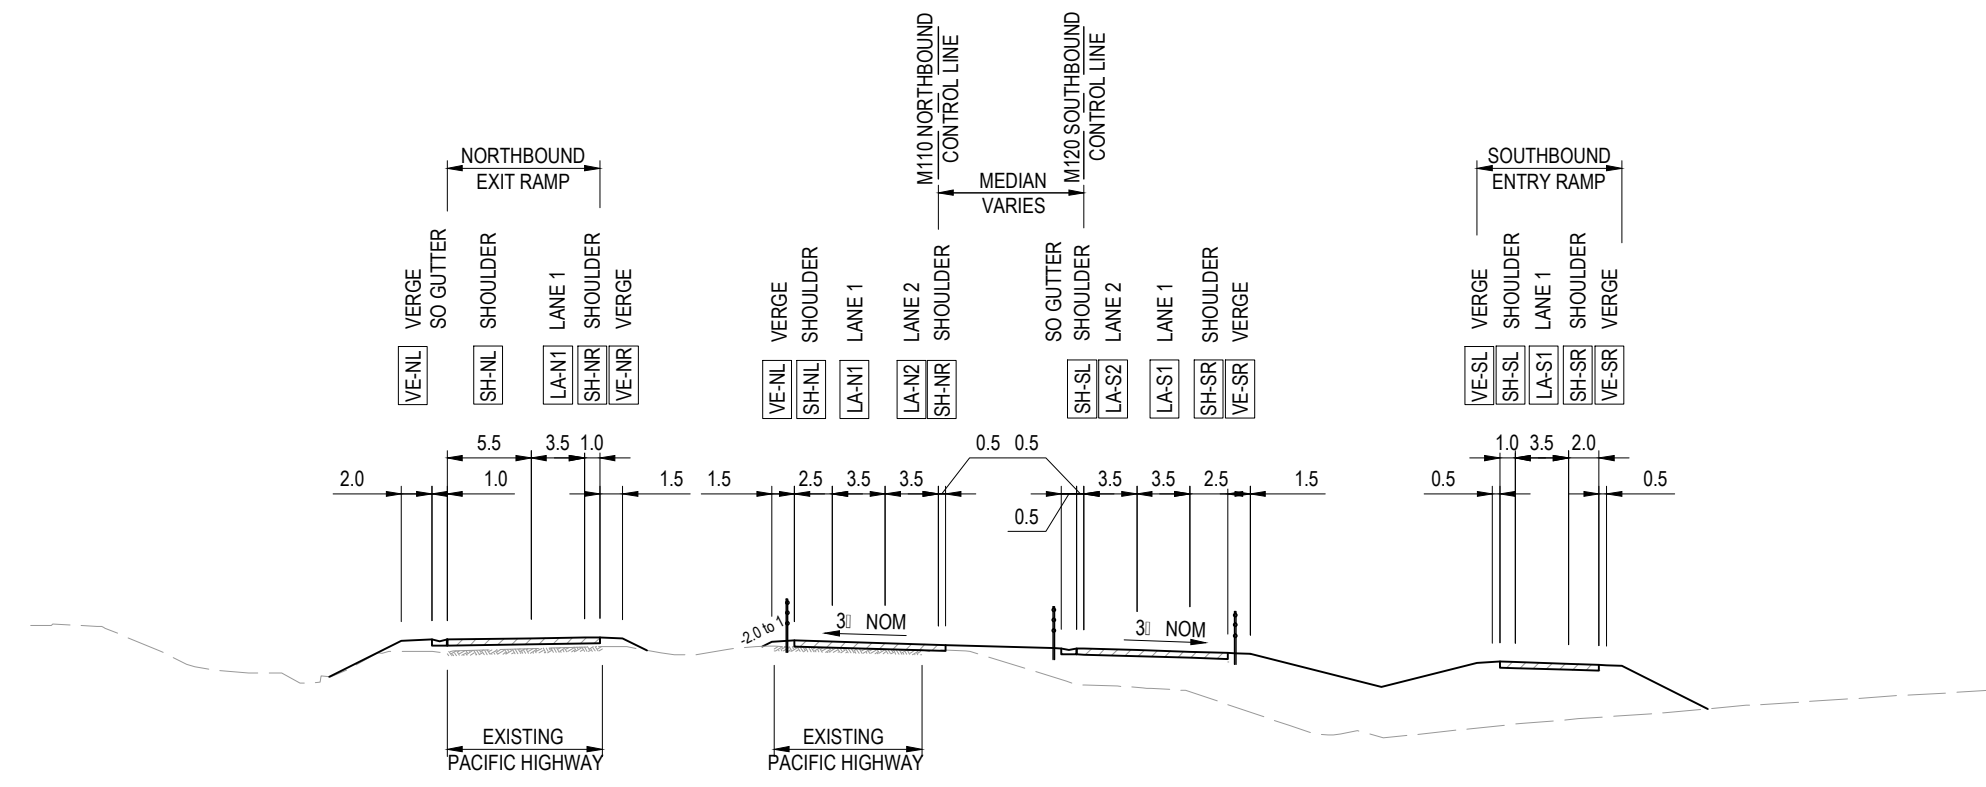 M110 NORTHBOUND
CONTROL LINE
M120 SOUTHBOUND
CONTROL LINE
NORTHBOUND
EXIT RAMP
MEDIAN
VARIES
SOUTHBOUND
ENTRY RAMP
VERGE
SO GUTTER
SHOULDER
LANE 1
SHOULDER
VERGE
VERGE
SHOULDER
LANE 1
LANE 2
SHOULDER
SO GUTTER
SHOULDER
LANE 2
LANE 1
SHOULDER
VERGE
VERGE
SHOULDER
LANE 1
SHOULDER
VERGE
VE-NL
SH-NL
LA-N1
SH-NR
VE-NR
VE-NL
SH-NL
LA-N1
LA-N2
SH-NR
SH-SL
LA-S2
LA-S1
SH-SR
VE-SR
VE-SL
SH-SL
LA-S1
SH-SR
VE-SR
5.5 3.5 1.0
0.5 0.5
1.0 3.5 2.0
2.0 1.0 1.5
1.5 2.5 3.5 3.5
3.5 3.5 2.5 1.5
0.5 0.5
0.5
-2.0 to 1
3▯ NOM
3▯ NOM
EXISTING
PACIFIC HIGHWAY
EXISTING
PACIFIC HIGHWAY